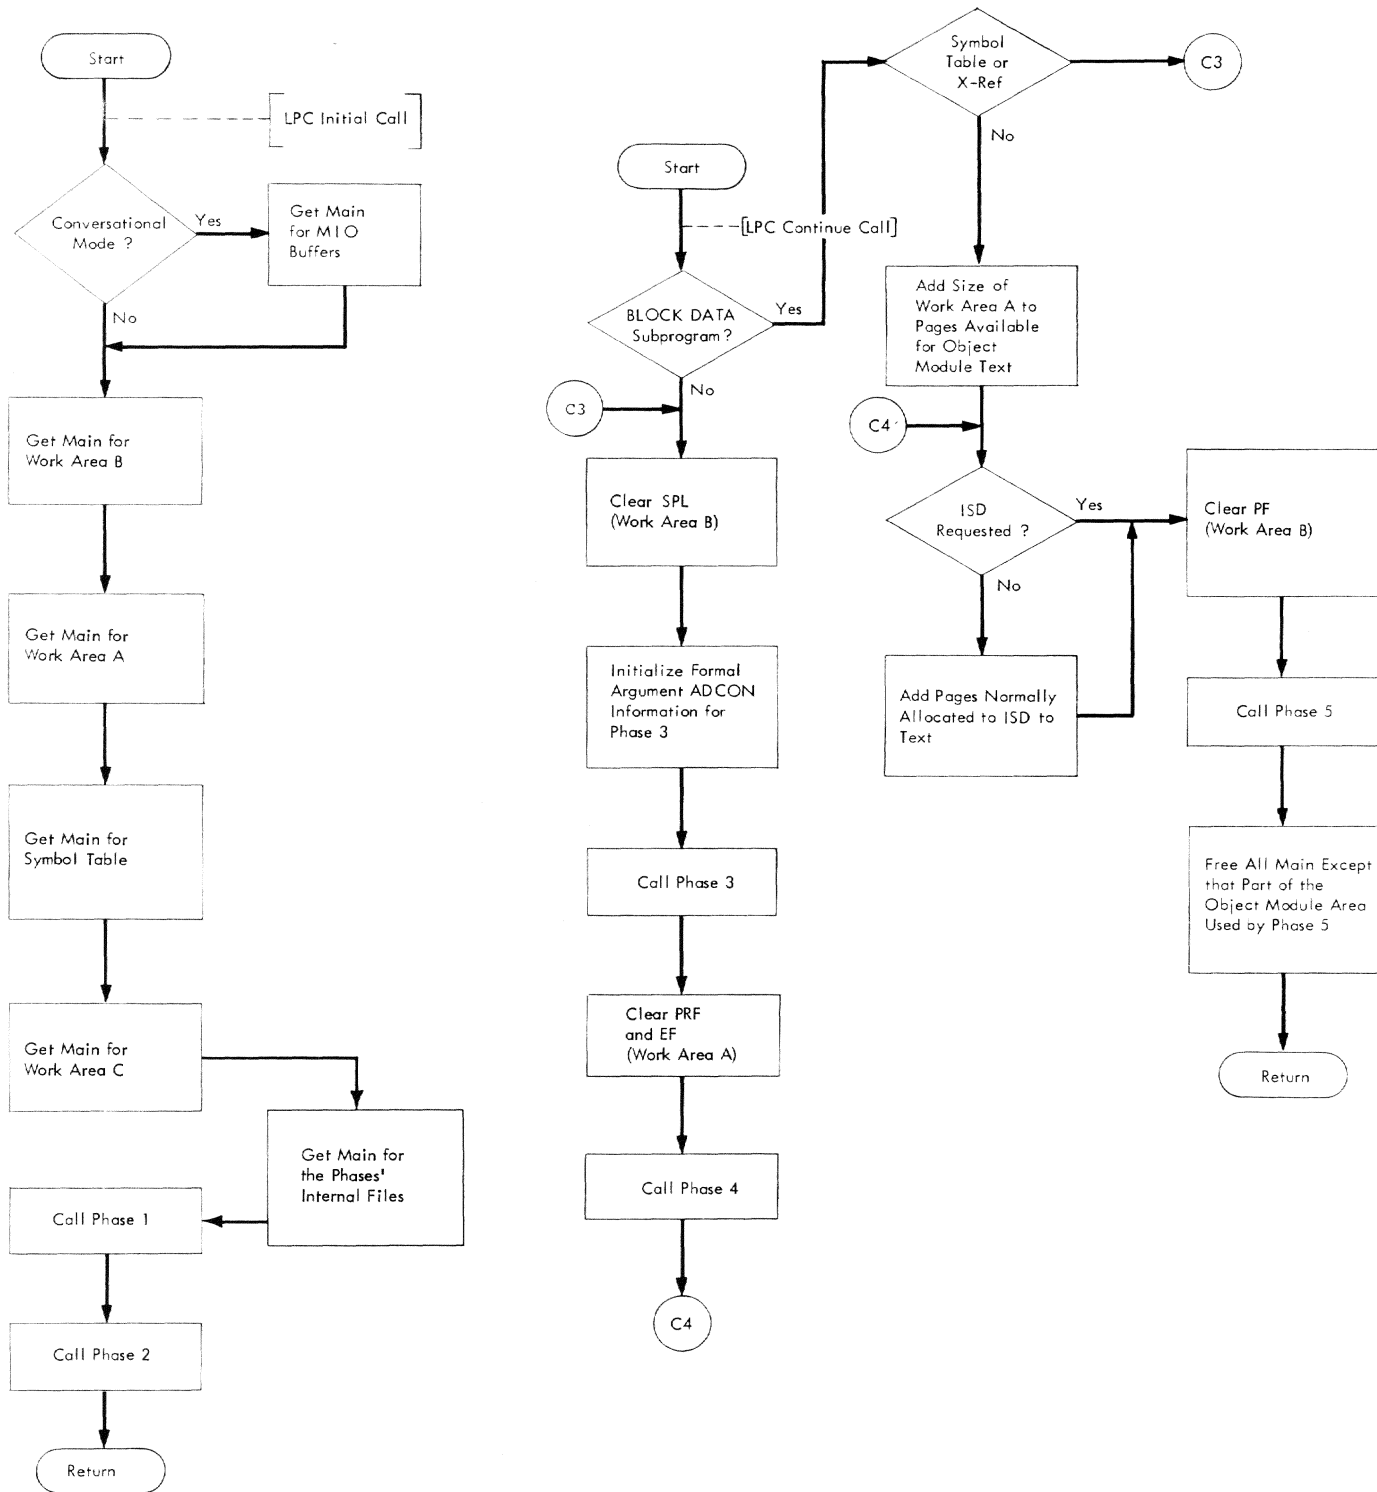 Start
LPC Initial Call
Conversational
Mode ?
Yes
Get Main
for MIO
Buffers
No
Get Main for
Work Area B
Get Main for
Work Area A
Get Main for
Symbol Table
Get Main for
Work Area C
Get Main for
the Phases'
Internal Files
Call Phase 1
Call Phase 2
Return
Start
[LPC Continue Call]
BLOCK DATA
Subprogram ?
Yes
No
C3
Clear SPL
(Work Area B)
Initialize Formal
Argument ADCON
Information for
Phase 3
Call Phase 3
Clear PRF
and EF
(Work Area A)
Call Phase 4
C4
Symbol
Table or
X-Ref
C3
No
Add Size of
Work Area A to
Pages Available
for Object
Module Text
C4
ISD
Requested ?
Yes
No
Add Pages Normally
Allocated to ISD to
Text
Clear PF
(Work Area B)
Call Phase 5
Free All Main Except
that Part of the
Object Module Area
Used by Phase 5
Return